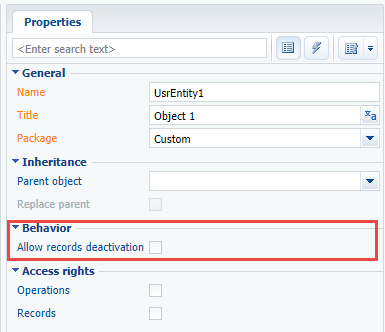 Properties
<Enter search text>
General
Name UsrEntity1
Title Object 1
Package Custom
Inheritance
Parent object
Replace parent
Behavior
Allow records deactivation
Access rights
Operations
Records